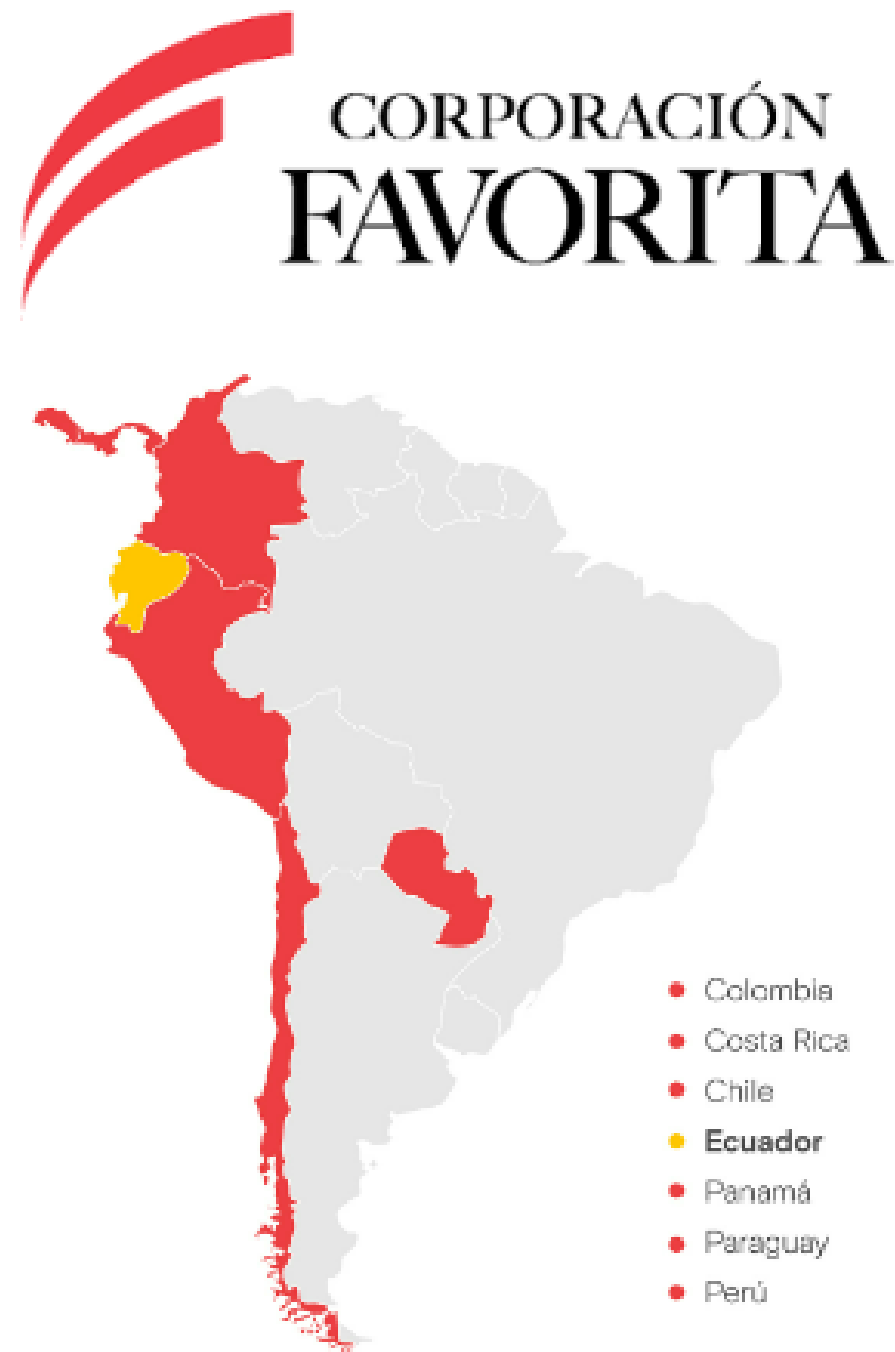 CORPORACIÓN
FAVORITA
Colombia
Costa Rica
Chile
Ecuador
Panamá
Paraguay
Perú